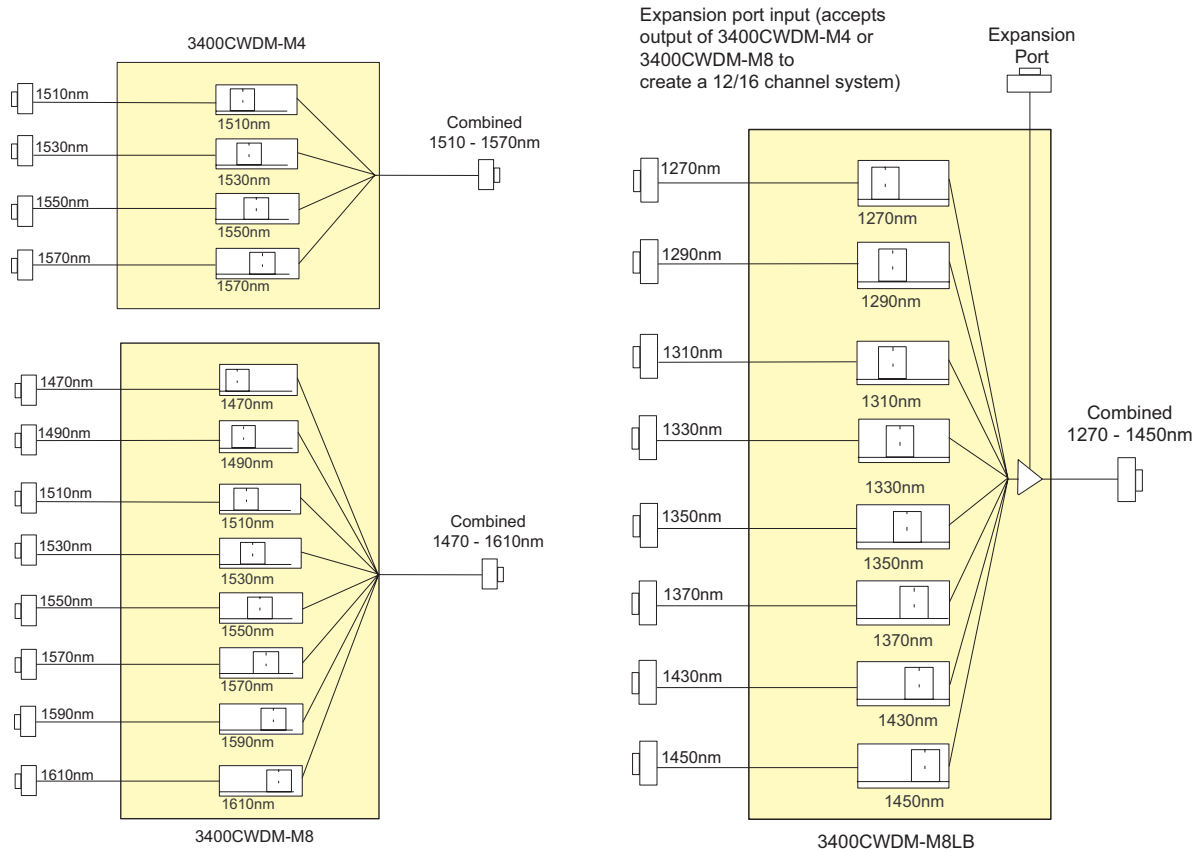 3400CWDM-M4
1510nm
1530nm
1550nm
1570nm
1510nm
1530nm
1550nm
1570nm
Combined
1510 - 1570nm
1470nm
1490nm
1510nm
1530nm
1550nm
1570nm
1590nm
1610nm
1470nm
1490nm
1510nm
1530nm
1550nm
1570nm
1590nm
1610nm
Combined
1470 - 1610nm
3400CWDM-M8
Expansion port input (accepts
output of 3400CWDM-M4 or
3400CWDM-M8 to
create a 12/16 channel system)
Expansion
Port
1270nm
1290nm
1310nm
1330nm
1350nm
1370nm
1430nm
1450nm
1270nm
1290nm
1310nm
1330nm
1350nm
1370nm
1430nm
1450nm
Combined
1270 - 1450nm
3400CWDM-M8LB